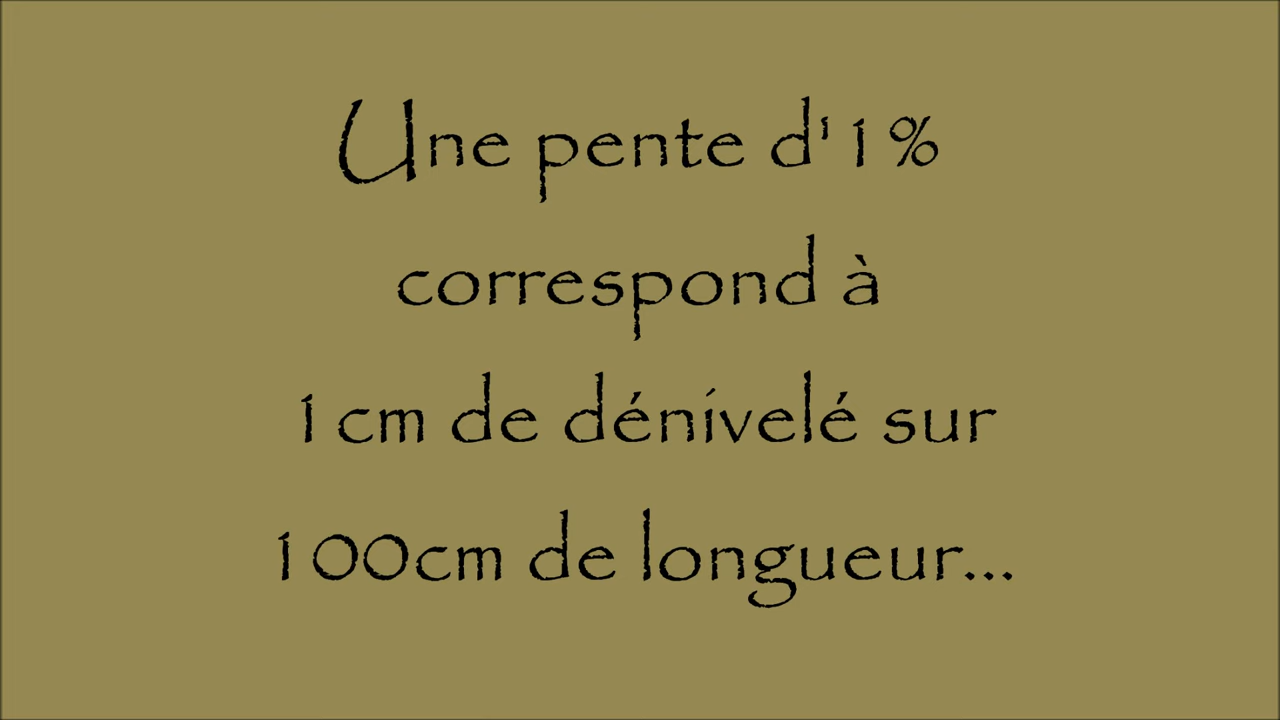 Une pente d'1%
correspond à
1cm de dénivelé sur
100cm de longueur...